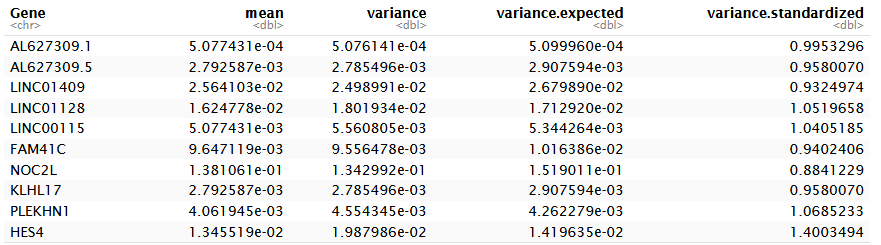 Gene mean variance variance.expected variance.standardized
<chr> <dbl> <dbl> <dbl> <dbl>
AL627309.1 5.077431e-04 5.076141e-04 5.099960e-04 0.9953296
AL627309.5 2.792587e-03 2.785496e-03 2.907594e-03 0.9580070
LINC01409 2.564103e-02 2.498991e-02 2.679890e-02 0.9324974
LINC01128 1.624778e-02 1.801934e-02 1.712920e-02 1.0519658
LINC00115 5.077431e-03 5.560805e-03 5.344264e-03 1.0405185
FAM41C 9.647119e-03 9.556478e-03 1.016386e-02 0.9402406
NOC2L 1.381061e-01 1.342992e-01 1.519011e-01 0.8841229
KLHL17 2.792587e-03 2.785496e-03 2.907594e-03 0.9580070
PLEKHN1 4.061945e-03 4.554345e-03 4.262279e-03 1.0685233
HES4 1.345519e-02 1.987986e-02 1.419635e-02 1.4003494